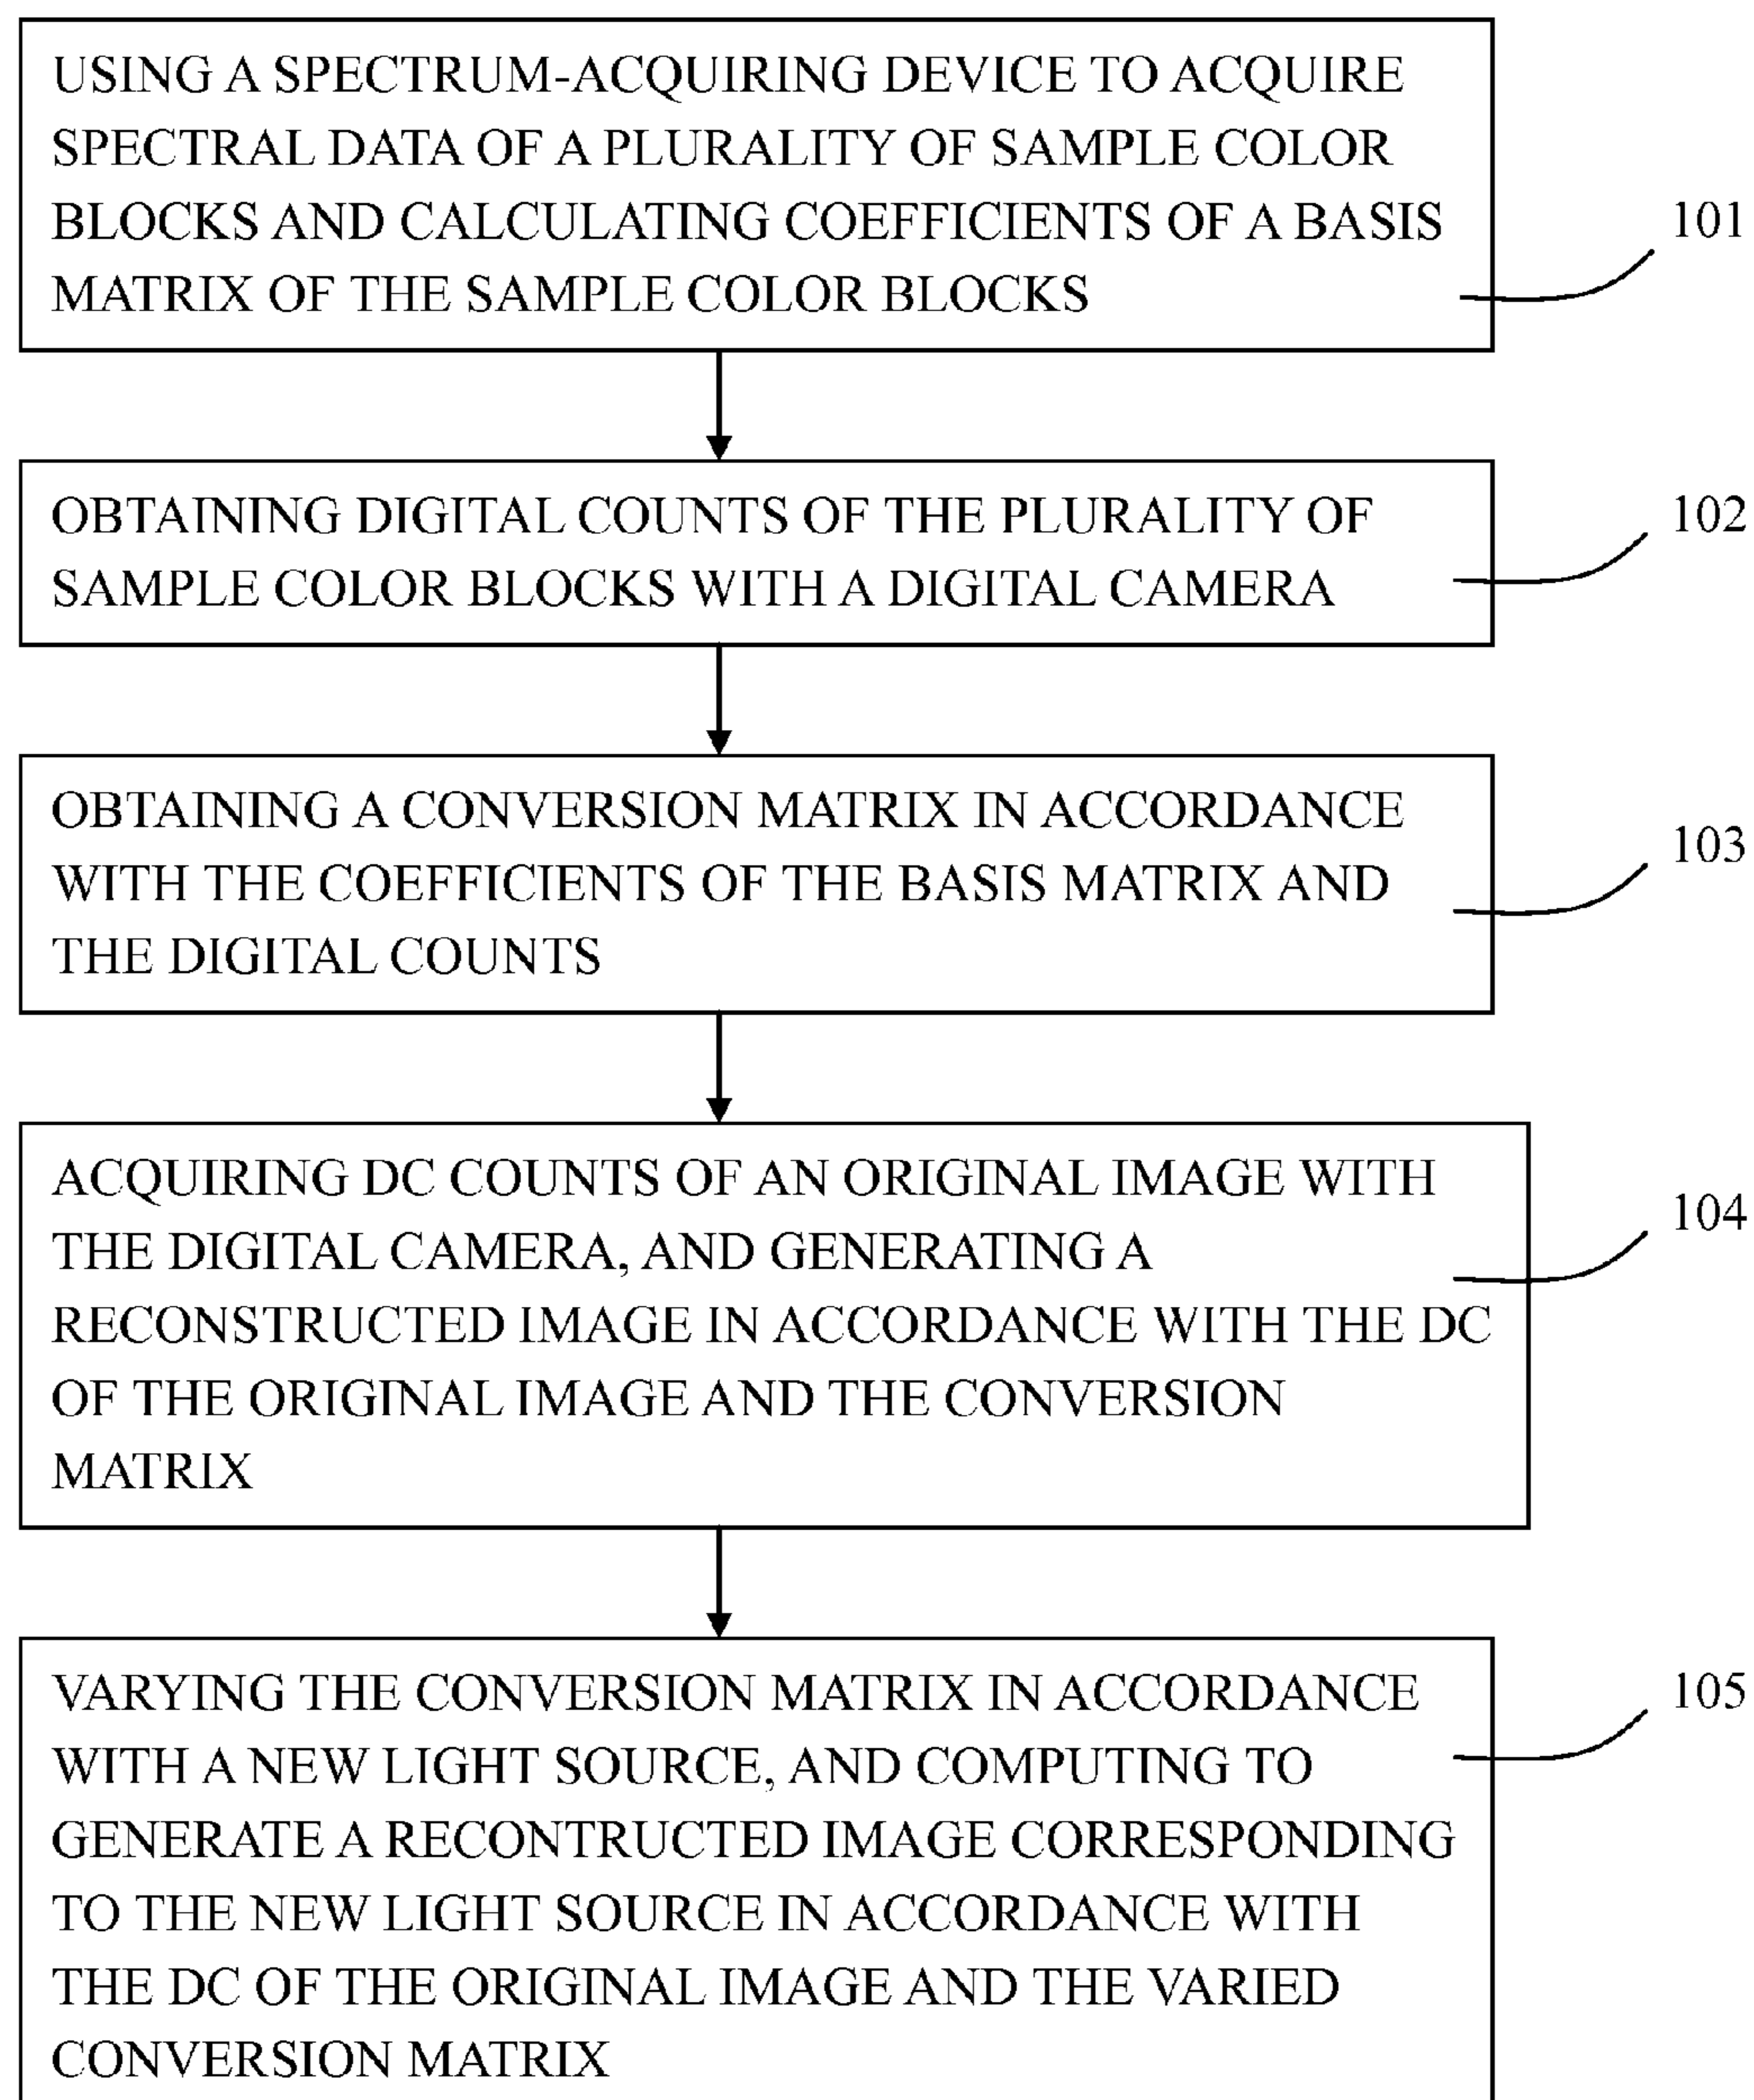 USING A SPECTRUM-ACQUIRING DEVICE TO ACQUIRE
SPECTRAL DATA OF A PLURALITY OF SAMPLE COLOR
BLOCKS AND CALCULATING COEFFICIENTS OF A BASIS
MATRIX OF THE SAMPLE COLOR BLOCKS
101
OBTAINING DIGITAL COUNTS OF THE PLURALITY OF
SAMPLE COLOR BLOCKS WITH A DIGITAL CAMERA
102
OBTAINING A CONVERSION MATRIX IN ACCORDANCE
WITH THE COEFFICIENTS OF THE BASIS MATRIX AND
THE DIGITAL COUNTS
103
ACQUIRING DC COUNTS OF AN ORIGINAL IMAGE WITH
THE DIGITAL CAMERA, AND GENERATING A
RECONSTRUCTED IMAGE IN ACCORDANCE WITH THE DC
OF THE ORIGINAL IMAGE AND THE CONVERSION
MATRIX
104
VARYING THE CONVERSION MATRIX IN ACCORDANCE
WITH A NEW LIGHT SOURCE, AND COMPUTING TO
GENERATE A RECONTRUCTED IMAGE CORRESPONDING
TO THE NEW LIGHT SOURCE IN ACCORDANCE WITH
THE DC OF THE ORIGINAL IMAGE AND THE VARIED
CONVERSION MATRIX
105